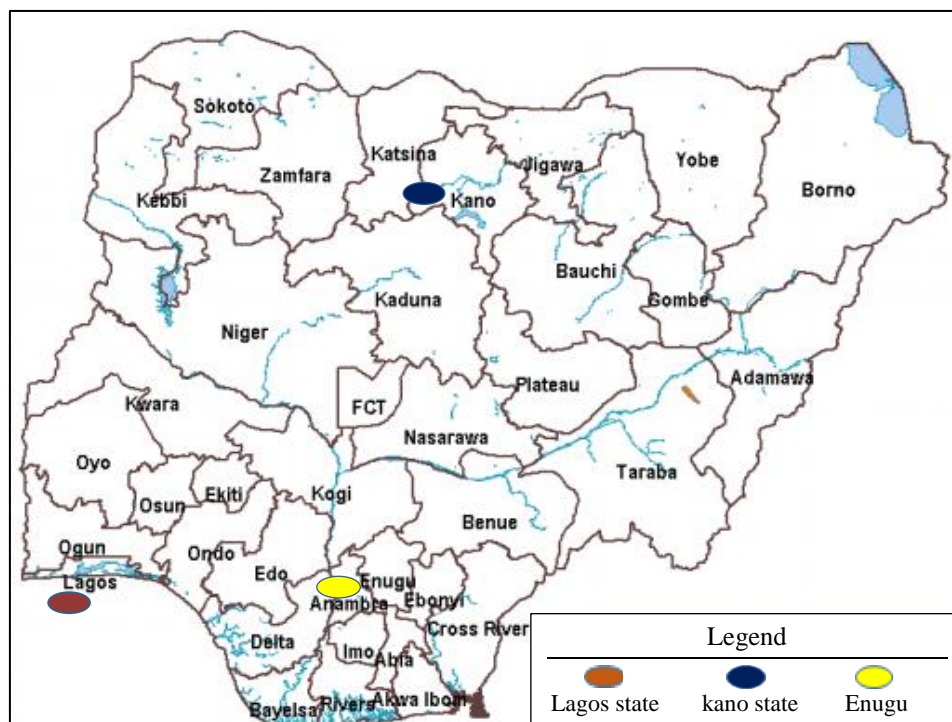 Sokoto
Katsina
Zamfara
Jigawa
Yobe
Kebbi
Kano
Borno
Bauchi
Gombe
Kaduna
Niger
Adamawa
Plateau
Kwara
FCT
Nasarawa
Oyo
Taraba
Osun
Ekiti
Kogi
Benue
Ogun
Ondo
Edo
Enugu
Lagos
Anambra
Ebonyi
Cross River
Delta
Imo
Abia
Bayelsa
Rivers
Akwa Ibom
Legend
Lagos state
kano state
Enugu